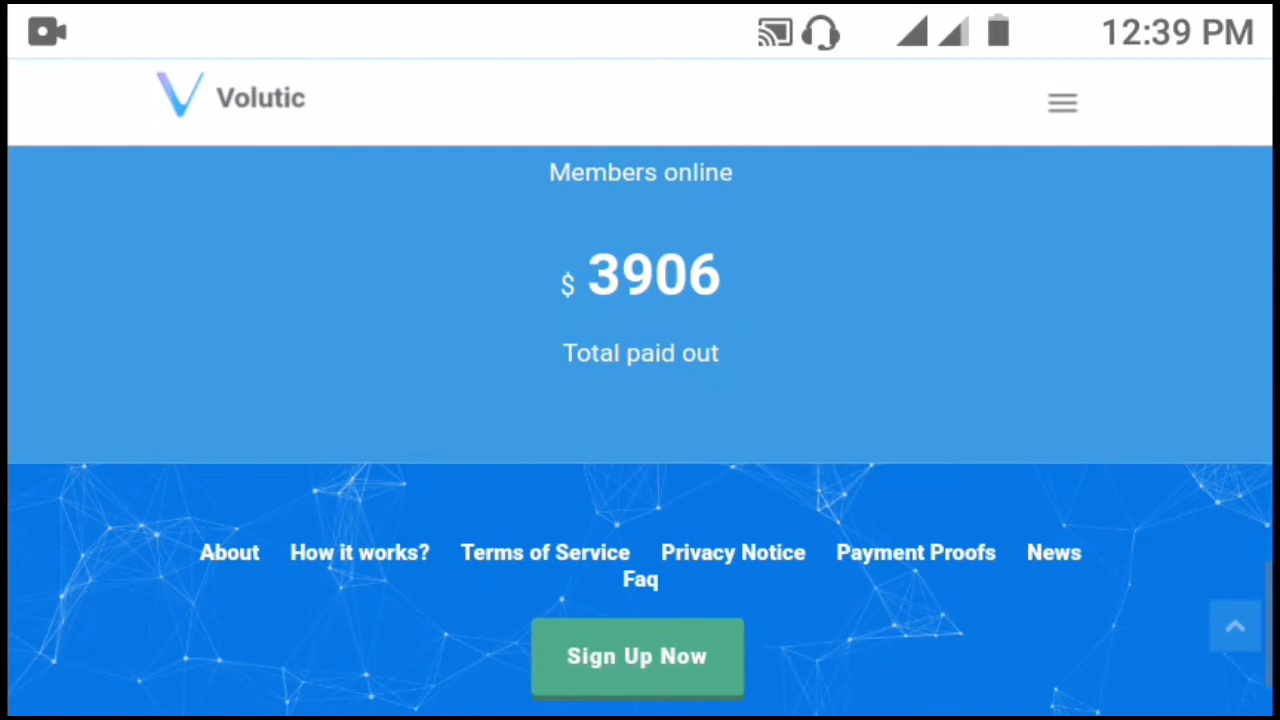 12:39 PM
Volutic
Members online
$ 3906
Total paid out
About How it works? Terms of Service Privacy Notice Payment Proofs News
Faq
Sign Up Now